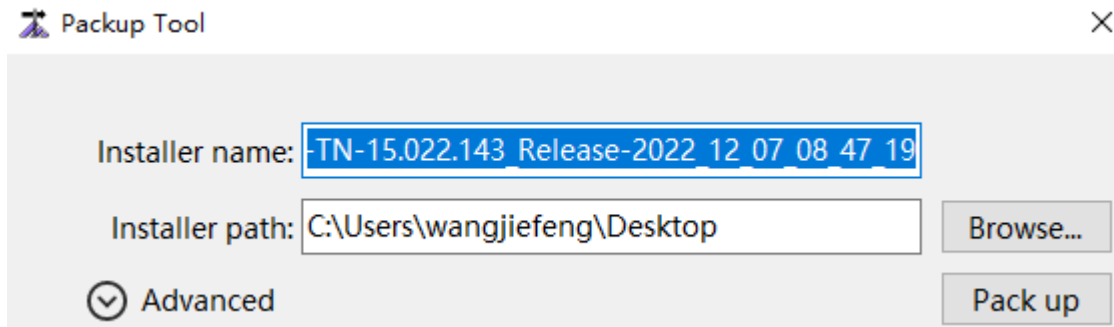 Packup Tool
Installer name: -TN-15.022.143_Release-2022_12_07_08_47_19
Installer path: C:\Users\wangjiefeng\Desktop Browse...
Advanced Pack up